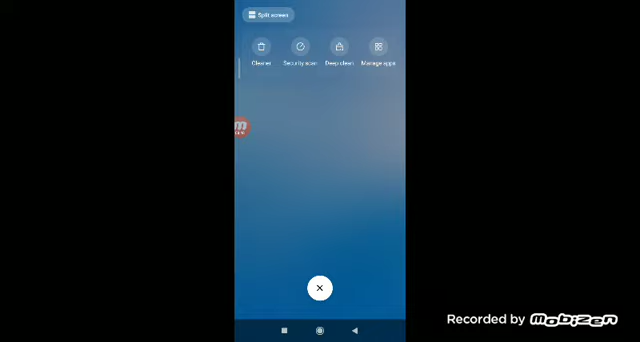 Split screen
Cleaner Security scan Deep clean Manage apps
Recorded by mobizen